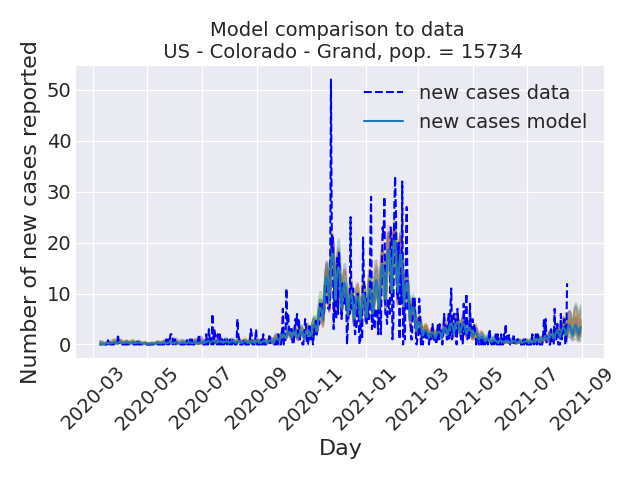 Model comparison to data
US - Colorado - Grand, pop. = 15734
Number of new cases reported
50
40
30
20
10
0
new cases data
new cases model
2020-03
2020-05
2020-07
2020-09
2020-11
2021-01
2021-03
2021-05
2021-07
2021-09
Day